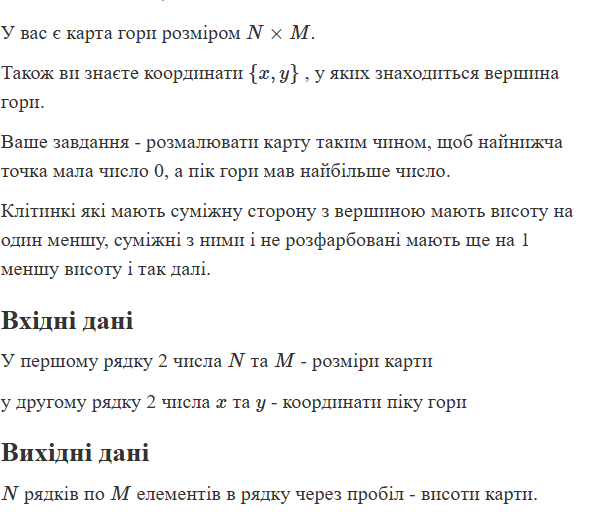 У вас є карта гори розміром N × M.
Також ви знаєте координати {x, y} , у яких знаходиться вершина
гори.
Ваше завдання - розмалювати карту таким чином, щоб найнижча
точка мала число 0, а пік гори мав найбільше число.
Клітинкі які мають суміжну сторону з вершиною мають висоту на
один меншу, суміжні з ними і не розфарбовані мають ще на 1
меншу висоту і так далі.
Вхідні дані
У першому рядку 2 числа N та M - розміри карти
у другому рядку 2 числа x та y - координати піку гори
Вихідні дані
N рядків по M елементів в рядку через пробіл - висоти карти.